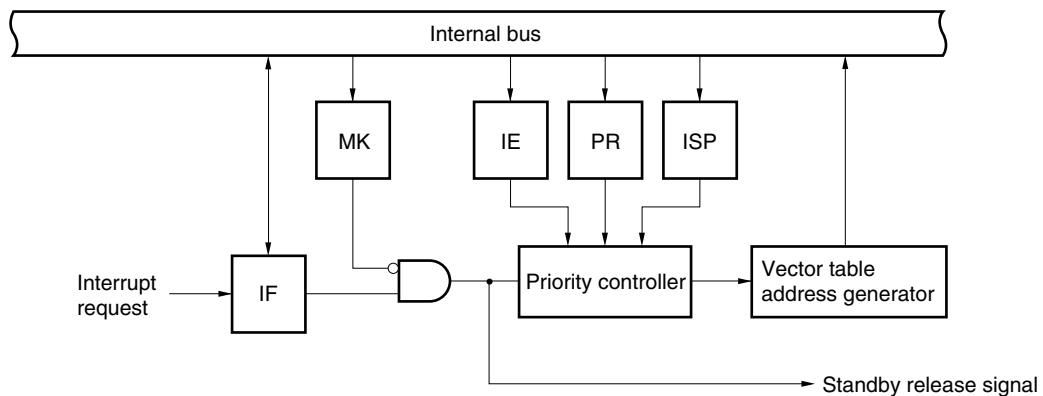 Internal bus
MK
IE
PR
ISP
Interrupt
request
IF
Priority controller
Vector table
address generator
Standby release signal